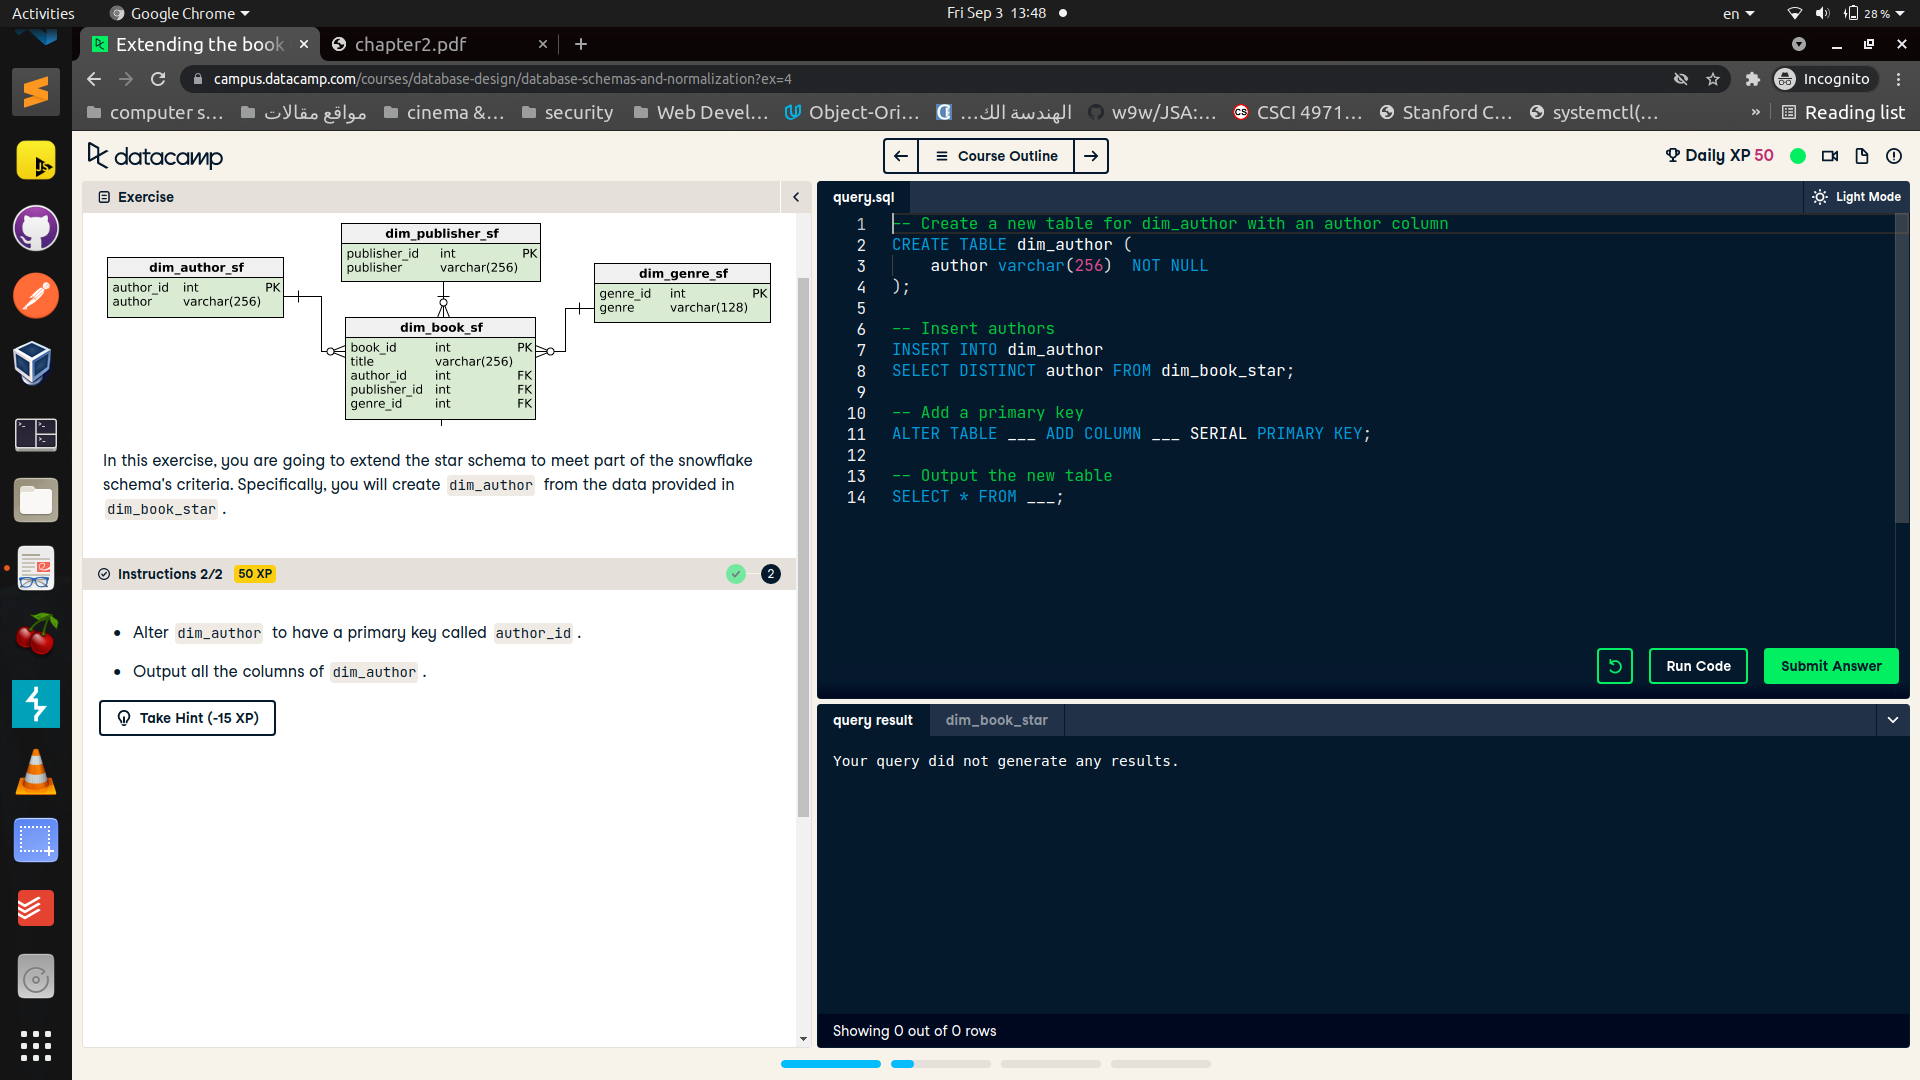 Activities
Google Chrome
Fri Sep 3 13:48
en
28 %
Extending the book
chapter2.pdf
campus.datacamp.com/courses/database-design/database-schemas-and-normalization?ex=4
Incognito
computer s...
مواقع مقالات
cinema &...
security
Web Devel...
Object-Ori...
الهندسة الك...
w9w/JSA:...
CSCI 4971...
Stanford C...
systemctl(...
»
Reading list
datacamp
Course Outline
Daily XP 50
Exercise
dim_publisher_sf
publisher_id int PK
publisher varchar(256)
dim_author_sf
author_id int PK
author varchar(256)
dim_genre_sf
genre_id int PK
genre varchar(128)
dim_book_sf
book_id int PK
title varchar(256)
author_id int FK
publisher_id int FK
genre_id int FK
In this exercise, you are going to extend the star schema to meet part of the snowflake
schema's criteria. Specifically, you will create dim_author from the data provided in
dim_book_star .
Instructions 2/2 50 XP
2
• Alter dim_author to have a primary key called author_id .
• Output all the columns of dim_author .
Take Hint (-15 XP)
query.sql
Light Mode
1 -- Create a new table for dim_author with an author column
2 CREATE TABLE dim_author (
3 author varchar(256) NOT NULL
4 );
5
6 -- Insert authors
7 INSERT INTO dim_author
8 SELECT DISTINCT author FROM dim_book_star;
9
10 -- Add a primary key
11 ALTER TABLE ___ ADD COLUMN ___ SERIAL PRIMARY KEY;
12
13 -- Output the new table
14 SELECT * FROM ___;
Run Code
Submit Answer
query result
dim_book_star
Your query did not generate any results.
Showing 0 out of 0 rows